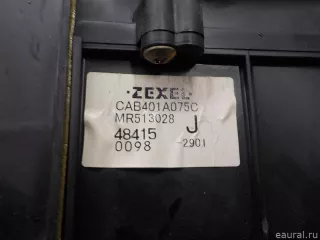 ·ZEXEL·
CAB401A075C
MR513028
48415 J
0098 -2901
eaural.ru